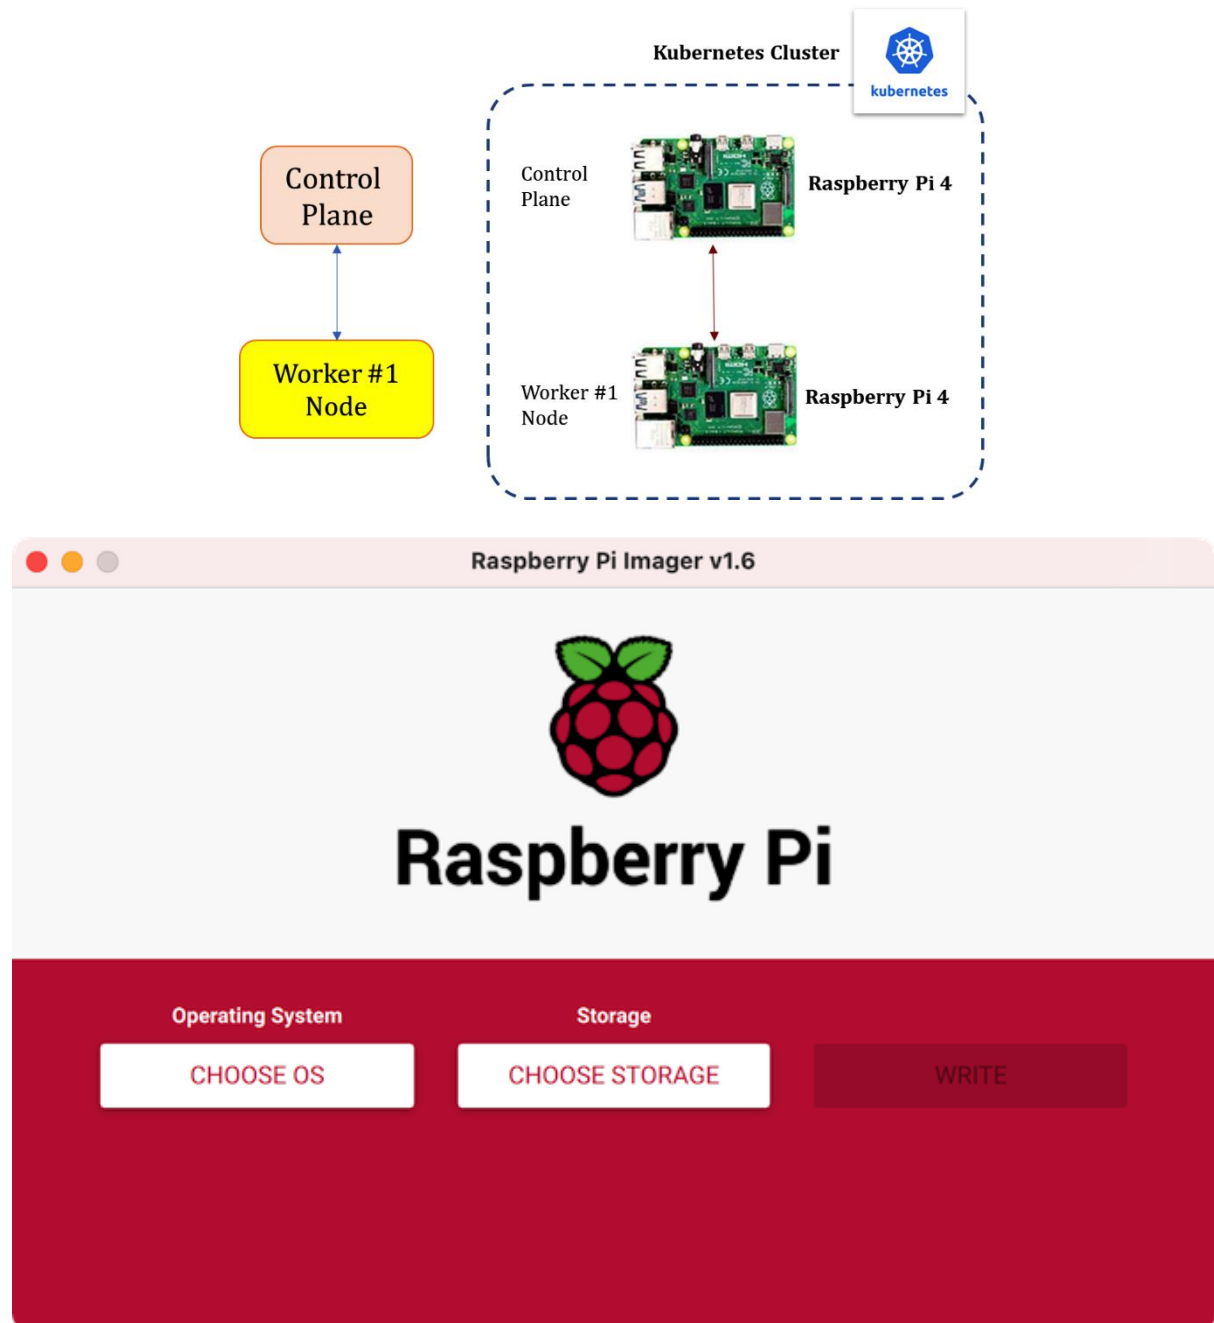 Kubernetes Cluster
kubernetes
Control
Plane
Control
Plane
Raspberry Pi 4
Worker #1
Node
Worker #1
Node
Raspberry Pi 4
Raspberry Pi Imager v1.6
Raspberry Pi
Operating System
Storage
CHOOSE OS
CHOOSE STORAGE
WRITE